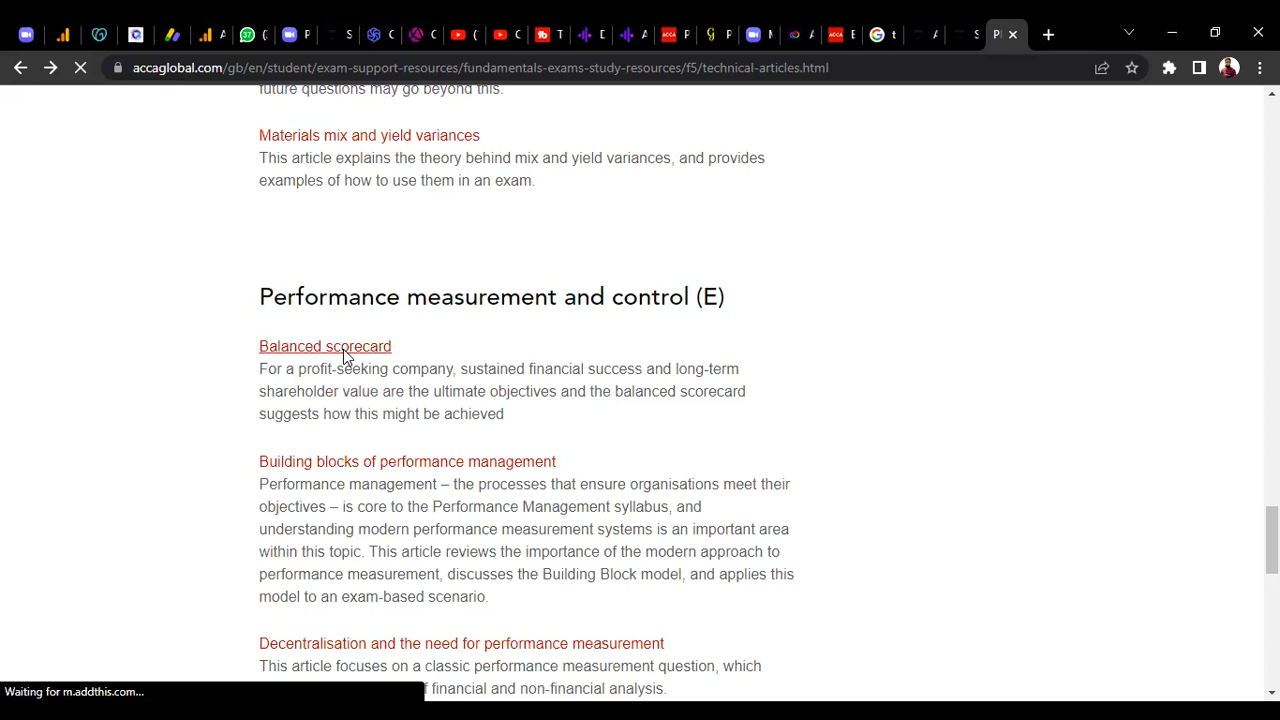 (
S
C
(
C
T
D
A
P
P
M
A
E
t
A
S
P
accaglobal.com/gb/en/student/exam-support-resources/fundamentals-exams-study-resources/f5/technical-articles.html
future questions may go beyond this.
Materials mix and yield variances
This article explains the theory behind mix and yield variances, and provides
examples of how to use them in an exam.
Performance measurement and control (E)
Balanced scorecard
For a profit-seeking company, sustained financial success and long-term
shareholder value are the ultimate objectives and the balanced scorecard
suggests how this might be achieved
Building blocks of performance management
Performance management – the processes that ensure organisations meet their
objectives – is core to the Performance Management syllabus, and
understanding modern performance measurement systems is an important area
within this topic. This article reviews the importance of the modern approach to
performance measurement, discusses the Building Block model, and applies this
model to an exam-based scenario.
Decentralisation and the need for performance measurement
This article focuses on a classic performance measurement question, which
f financial and non-financial analysis.
Waiting for m.addthis.com...